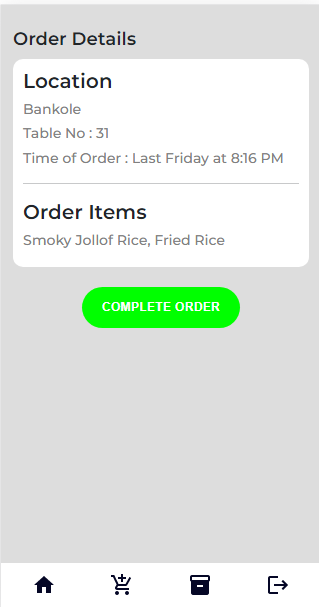 Order Details
Location
Bankole
Table No : 31
Time of Order : Last Friday at 8:16 PM
Order Items
Smoky Jollof Rice, Fried Rice
COMPLETE ORDER